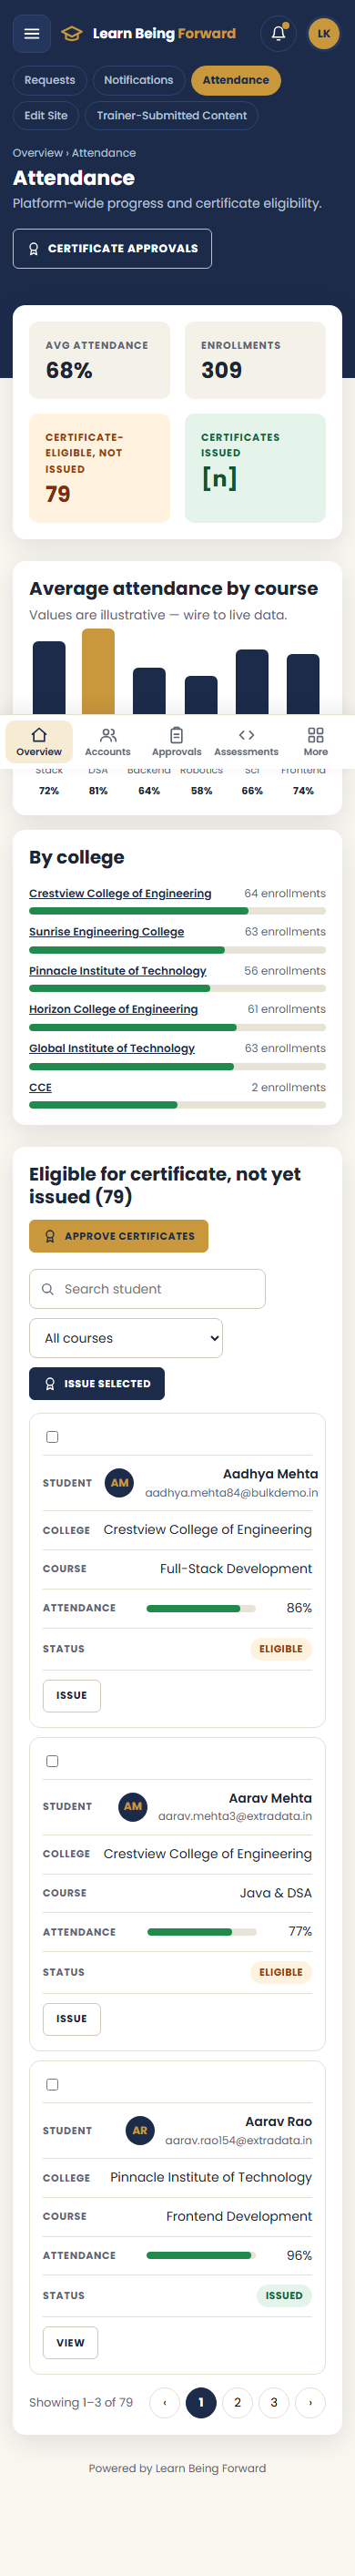 Learn Being Forward
LK
Requests
Notifications
Attendance
Edit Site
Trainer-Submitted Content
Overview › Attendance
Attendance
Platform-wide progress and certificate eligibility.
CERTIFICATE APPROVALS
AVG ATTENDANCE
68%
ENROLLMENTS
309
CERTIFICATE-
ELIGIBLE, NOT
ISSUED
79
CERTIFICATES
ISSUED
[n]
Average attendance by course
Values are illustrative — wire to live data.
Overview
Accounts
Approvals
Assessments
More
Stack
DSA
Backend
Robotics
Sci
Frontend
72%
81%
64%
58%
66%
74%
By college
Crestview College of Engineering
64 enrollments
Sunrise Engineering College
63 enrollments
Pinnacle Institute of Technology
56 enrollments
Horizon College of Engineering
61 enrollments
Global Institute of Technology
63 enrollments
CCE
2 enrollments
Eligible for certificate, not yet
issued (79)
APPROVE CERTIFICATES
Search student
All courses
ISSUE SELECTED
STUDENT
AM
Aadhya Mehta
aadhya.mehta84@bulkdemo.in
COLLEGE
Crestview College of Engineering
COURSE
Full-Stack Development
ATTENDANCE
86%
STATUS
ELIGIBLE
ISSUE
STUDENT
AM
Aarav Mehta
aarav.mehta3@extradata.in
COLLEGE
Crestview College of Engineering
COURSE
Java & DSA
ATTENDANCE
77%
STATUS
ELIGIBLE
ISSUE
STUDENT
AR
Aarav Rao
aarav.rao154@extradata.in
COLLEGE
Pinnacle Institute of Technology
COURSE
Frontend Development
ATTENDANCE
96%
STATUS
ISSUED
VIEW
Showing 1–3 of 79
‹
1
2
3
›
Powered by Learn Being Forward